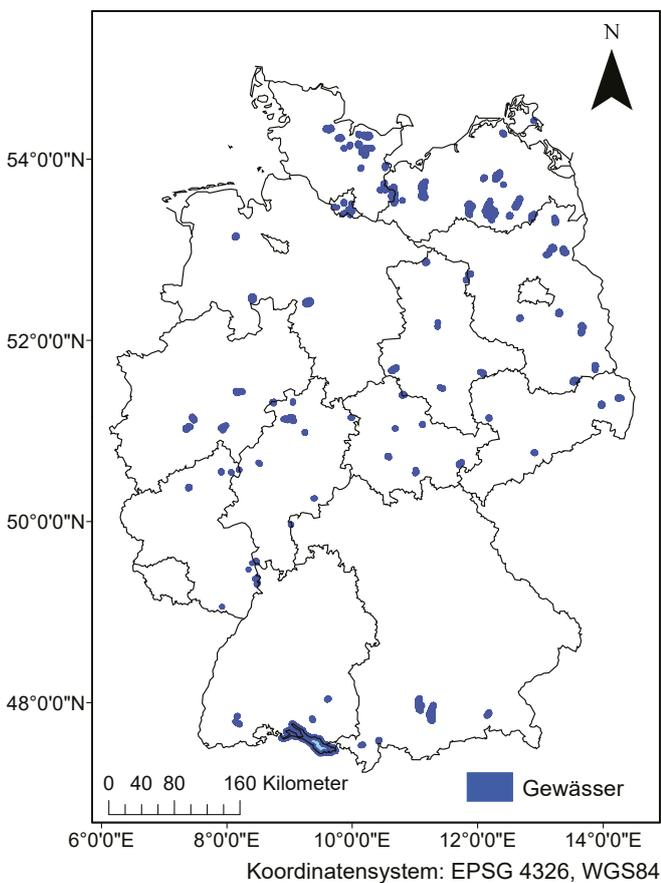 N
54°0'0"N
52°0'0"N
50°0'0"N
48°0'0"N
0 40 80 160 Kilometer
Gewässer
6°0'0"E 8°0'0"E 10°0'0"E 12°0'0"E 14°0'0"E
Koordinatensystem: EPSG 4326, WGS84